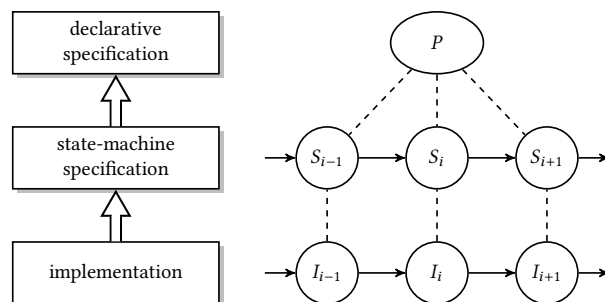 declarative
specification
P
state-machine
specification
S_{i-1} S_i S_{i+1}
implementation
I_{i-1} I_i I_{i+1}